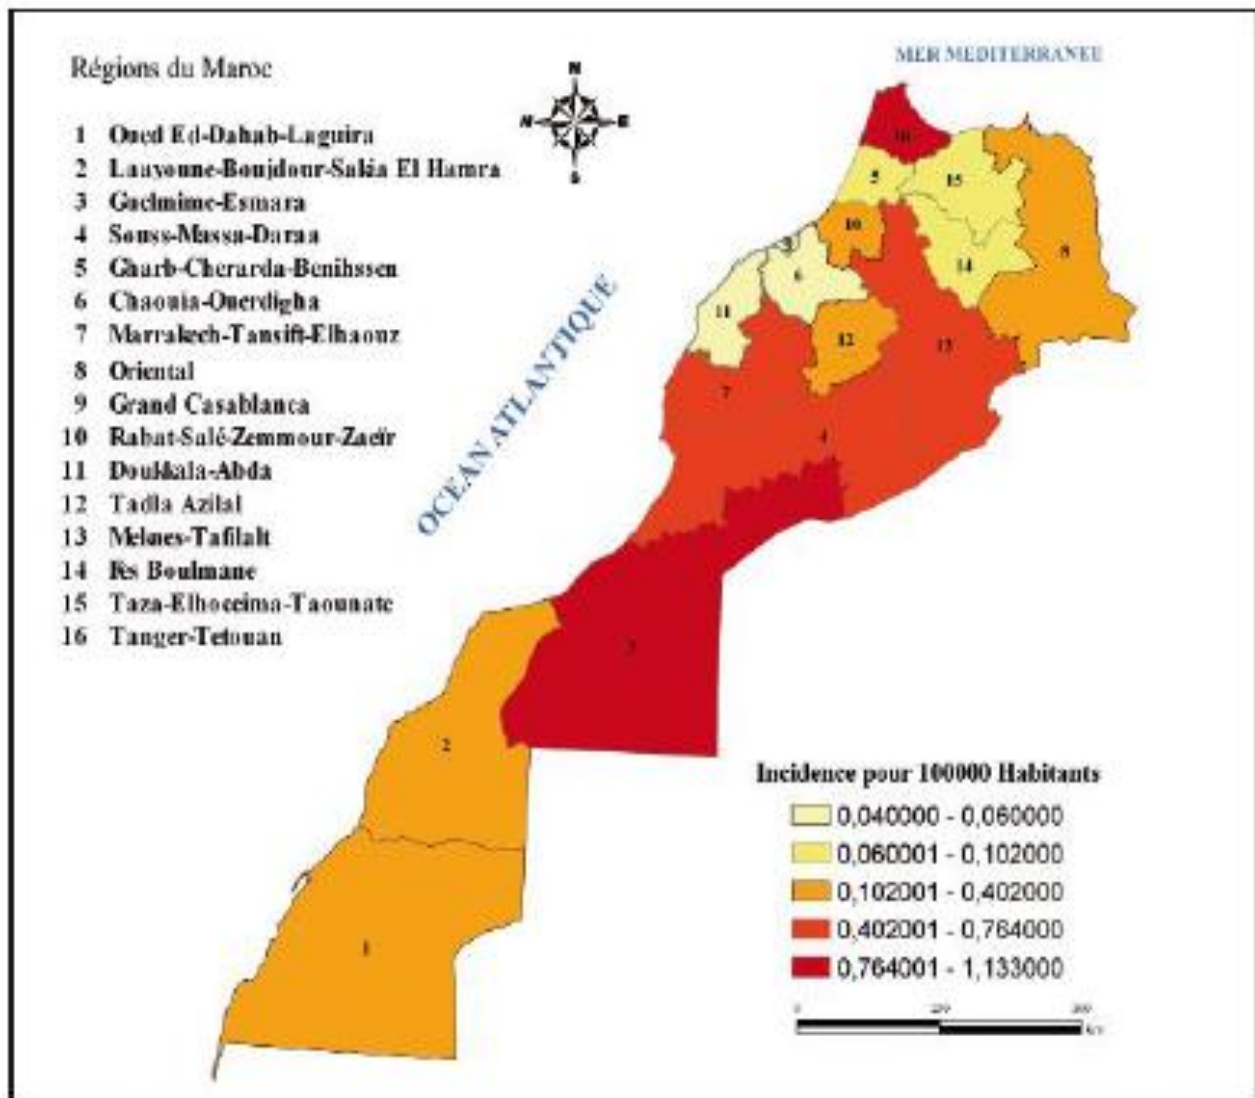 MER MEDITERRANEE
Régions du Maroc
N
N E
S
1 Oued Ed-Dahab-Laguira
2 Laayoune-Boujdour-Sakia El Hamra
3 Guelmime-Esmara
4 Souss-Massa-Daraa
5 Gharb-Cherarda-Benihssen
6 Chaouia-Ouerdigha
7 Marrakech-Tansift-Elhaouz
8 Oriental
9 Grand Casablanca
10 Rabat-Salé-Zemmour-Zaeïr
11 Doukkala-Abda
12 Tadla Azilal
13 Meknes-Tafilalt
14 Fes Boulmane
15 Taza-Elhoceima-Taounate
16 Tanger-Tetouan
OCEAN ATLANTIQUE
16
5
15
10
8
6
14
11
12
13
7
4
3
2
1
Incidence pour 100000 Habitants
0,040000 - 0,060000
0,060001 - 0,102000
0,102001 - 0,402000
0,402001 - 0,764000
0,764001 - 1,133000